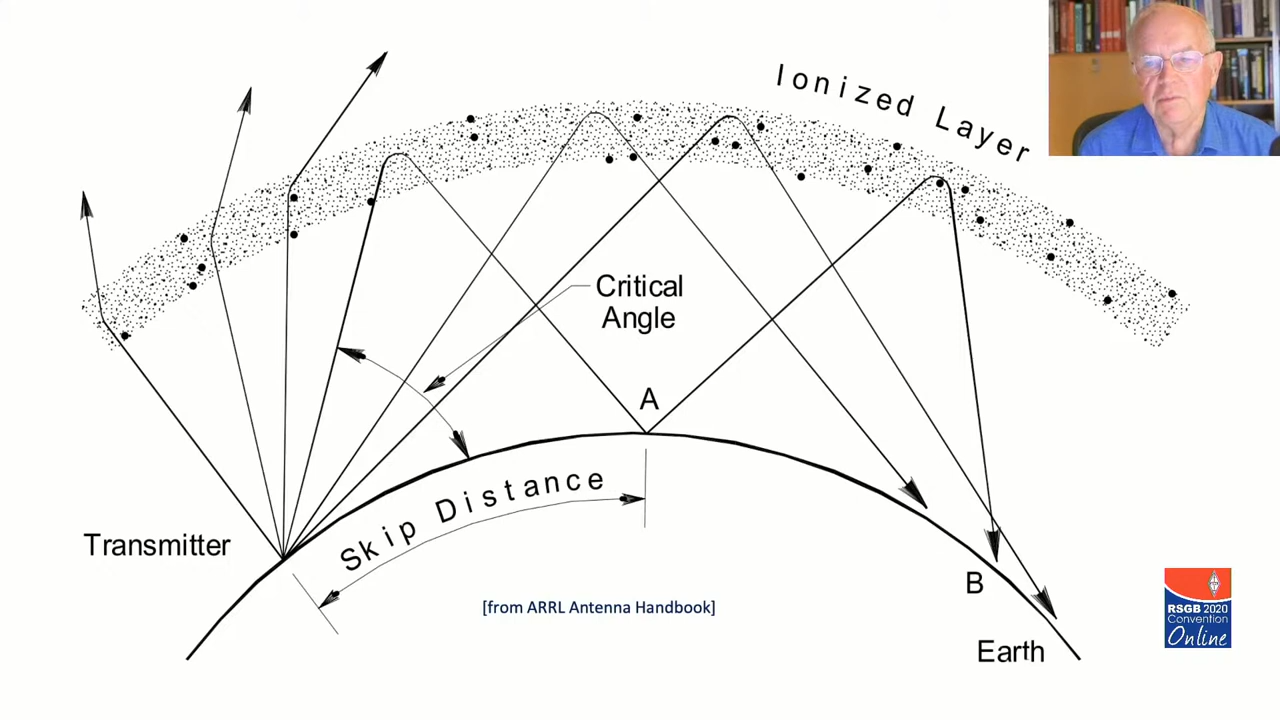 Ionized Layer
Critical
Angle
A
Skip Distance
Transmitter
[from ARRL Antenna Handbook]
B
Earth
RSGB 2020
Convention
Online